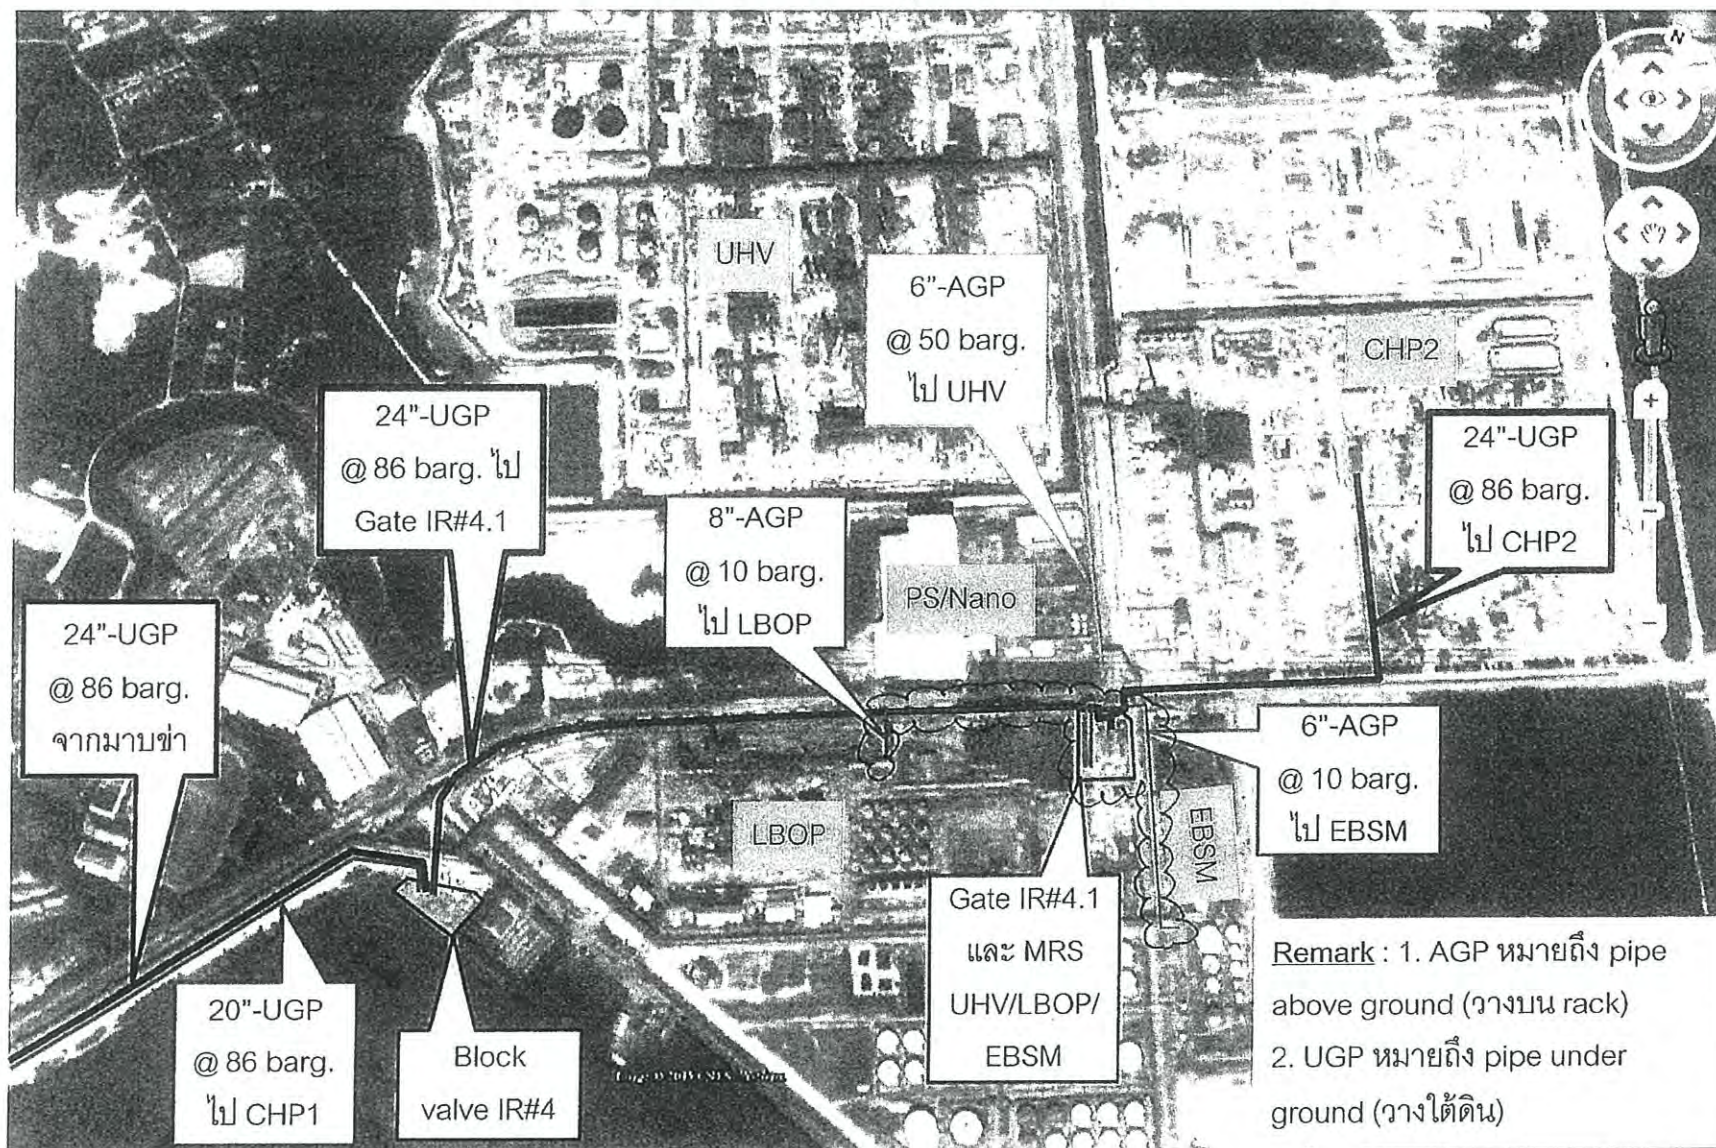 N
UHV
6"-AGP
@ 50 barg.
ไป UHV
CHP2
24"-UGP
@ 86 barg. ไป
Gate IR#4.1
24"-UGP
@ 86 barg.
ไป CHP2
8"-AGP
@ 10 barg.
ไป LBOP
PS/Nano
24"-UGP
@ 86 barg.
จากมาบข่า
6"-AGP
@ 10 barg.
ไป EBSM
LBOP
EBSM
Gate IR#4.1
และ MRS
UHV/LBOP/
EBSM
20"-UGP
@ 86 barg.
ไป CHP1
Block
valve IR#4
Remark : 1. AGP หมายถึง pipe
above ground (วางบน rack)
2. UGP หมายถึง pipe under
ground (วางใต้ดิน)